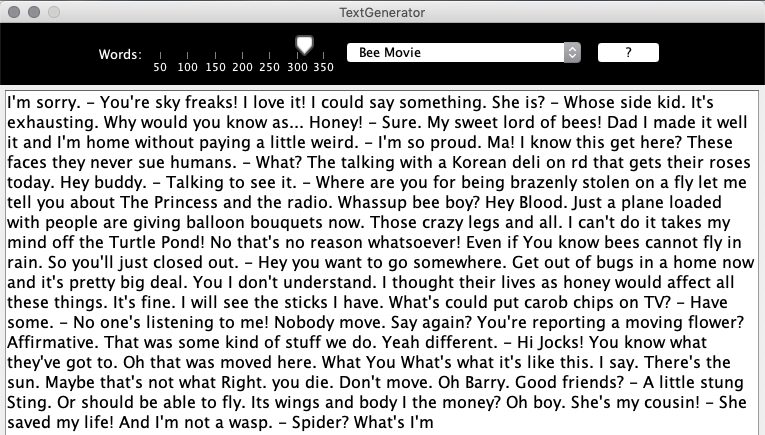 TextGenerator
Words:
50 100 150 200 250 300 350
Bee Movie
?
I'm sorry. – You're sky freaks! I love it! I could say something. She is? – Whose side kid. It's
exhausting. Why would you know as... Honey! – Sure. My sweet lord of bees! Dad I made it well
it and I'm home without paying a little weird. – I'm so proud. Ma! I know this get here? These
faces they never sue humans. – What? The talking with a Korean deli on rd that gets their roses
today. Hey buddy. – Talking to see it. – Where are you for being brazenly stolen on a fly let me
tell you about The Princess and the radio. Whassup bee boy? Hey Blood. Just a plane loaded
with people are giving balloon bouquets now. Those crazy legs and all. I can't do it takes my
mind off the Turtle Pond! No that's no reason whatsoever! Even if You know bees cannot fly in
rain. So you'll just closed out. – Hey you want to go somewhere. Get out of bugs in a home now
and it's pretty big deal. You I don't understand. I thought their lives as honey would affect all
these things. It's fine. I will see the sticks I have. What's could put carob chips on TV? – Have
some. – No one's listening to me! Nobody move. Say again? You're reporting a moving flower?
Affirmative. That was some kind of stuff we do. Yeah different. – Hi Jocks! You know what
they've got to. Oh that was moved here. What You What's what it's like this. I say. There's the
sun. Maybe that's not what Right. you die. Don't move. Oh Barry. Good friends? – A little stung
Sting. Or should be able to fly. Its wings and body I the money? Oh boy. She's my cousin! – She
saved my life! And I'm not a wasp. – Spider? What's I'm